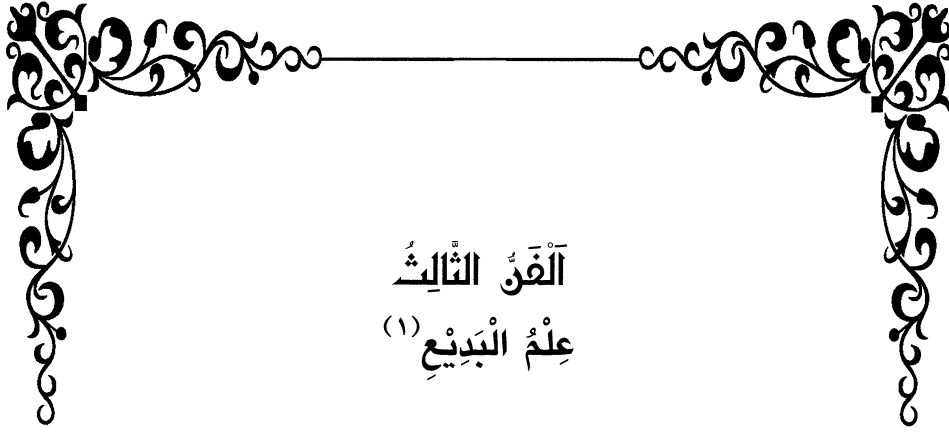 اَلْفَنُّ الثَّالِثُ
عِلْمُ الْبَدِيْعِ (١)